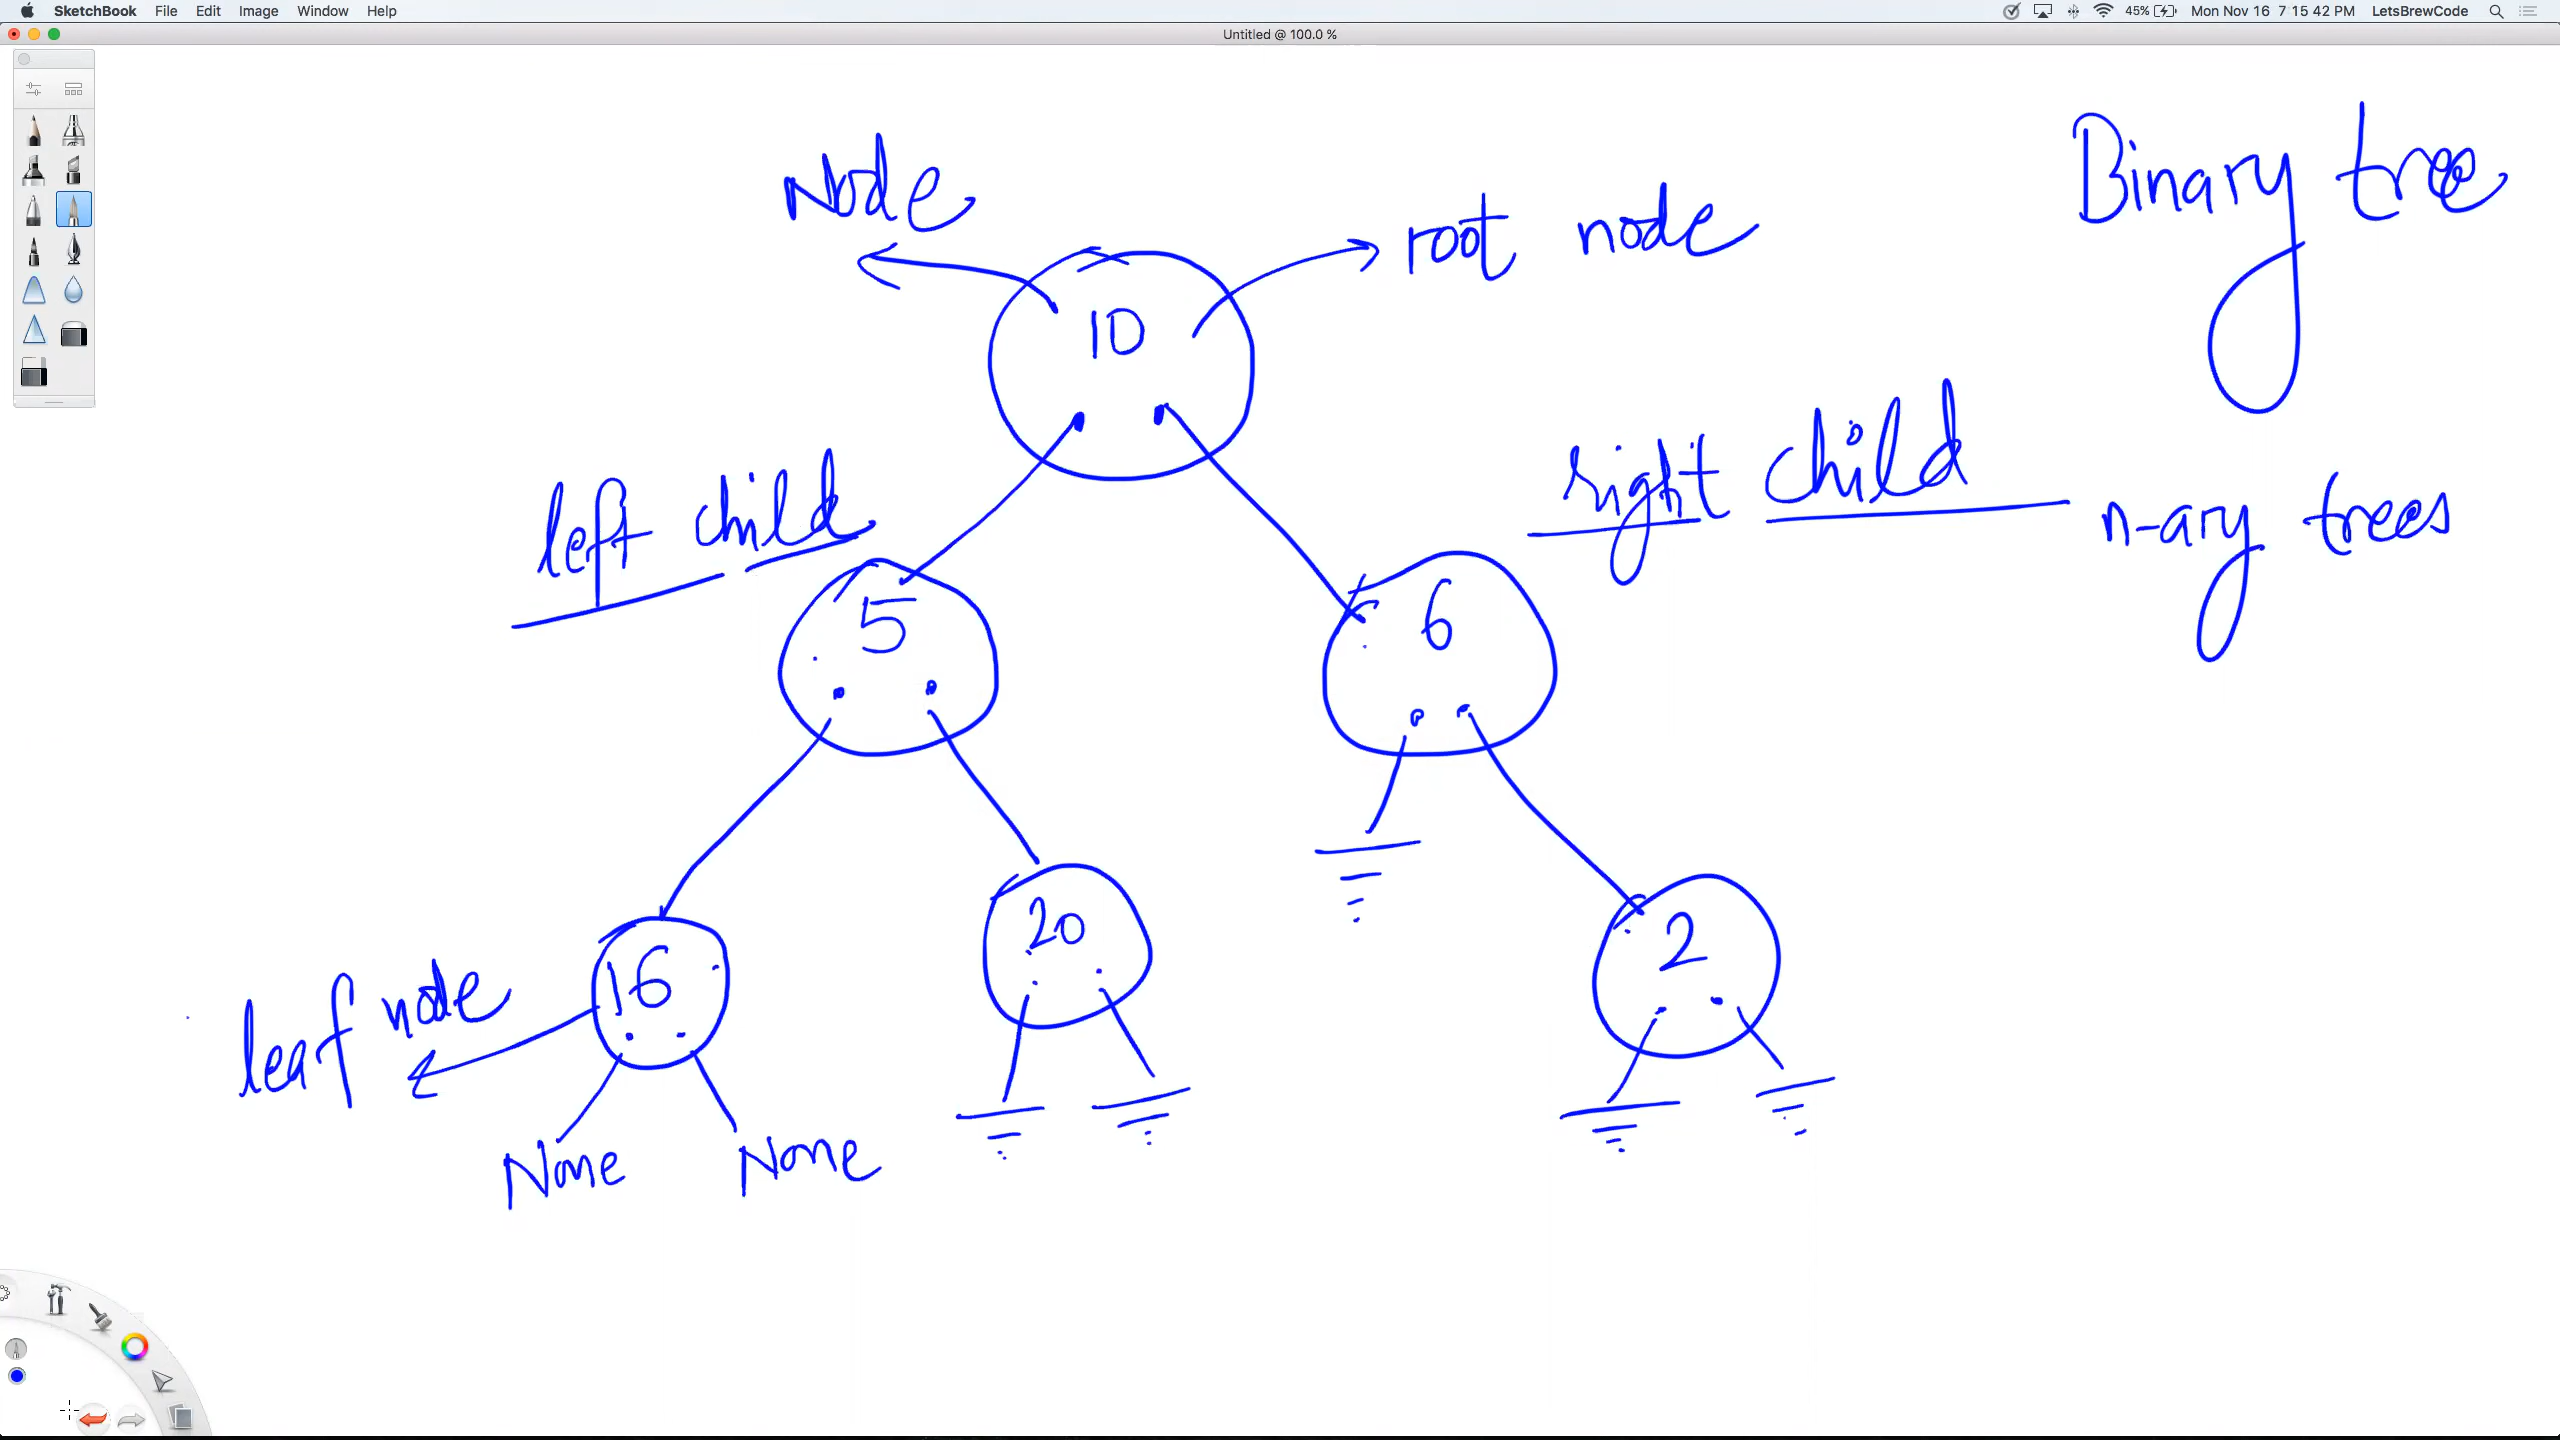 SketchBook File Edit Image Window Help 45% Mon Nov 16 7 15 42 PM LetsBrewCode
Untitled @ 100.0 %
Binary tree
Node
root node
10
left child
right child
n-ary trees
5
6
16
20
2
leaf node
None
None